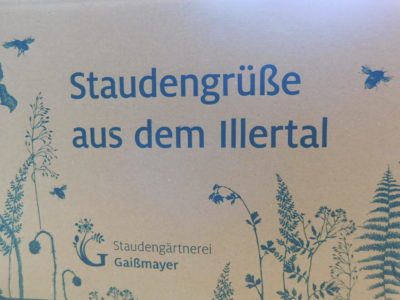 Staudengrüße
aus dem Illertal
Staudengärtnerei
Gaißmayer